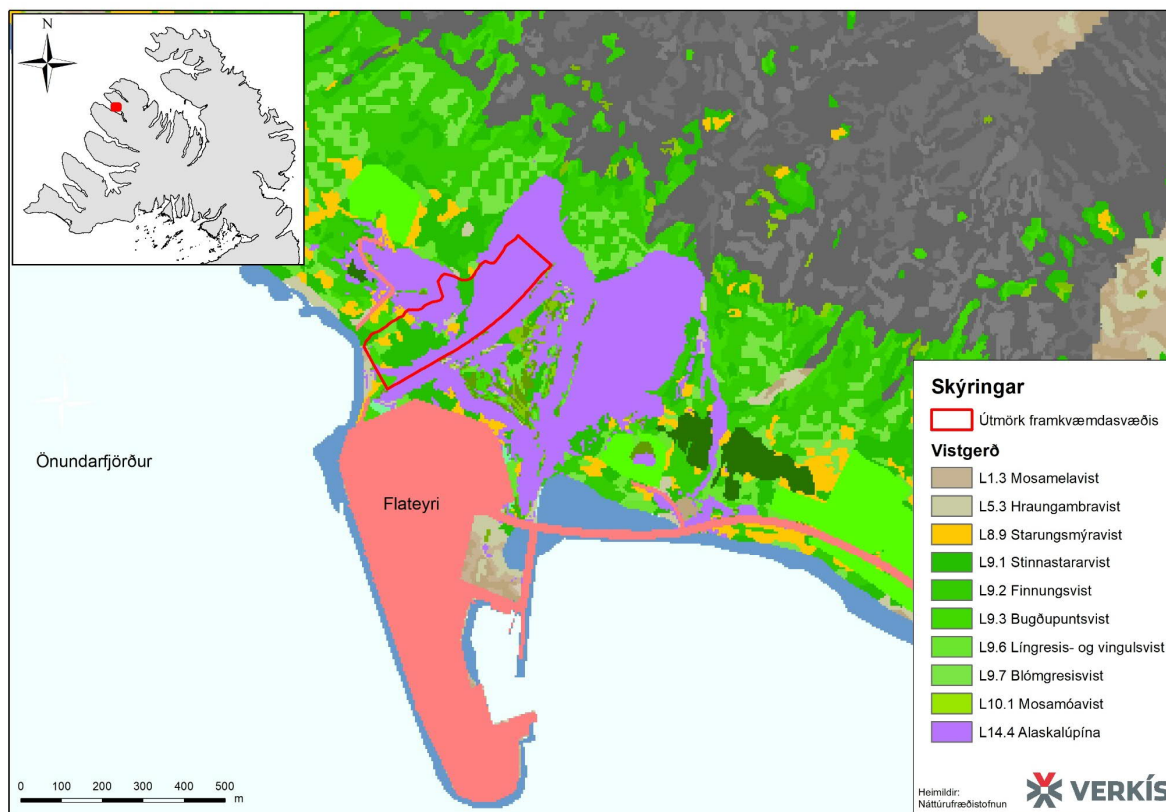 N
Önundarfjörður
Flateyri
0 100 200 300 400 500
m
Skýringar
Útmörk framkvæmdasvæðis
Vistgerð
L1.3 Mosamelavist
L5.3 Hraungambravist
L8.9 Starungsmýravist
L9.1 Stinnastararvist
L9.2 Finnungsvist
L9.3 Bugðupuntsvist
L9.6 Língresis- og vingulsvist
L9.7 Blómgresisvist
L10.1 Mosamóavist
L14.4 Alaskalúpína
Heimildir:
Náttúrufræðistofnun
VERKÍS